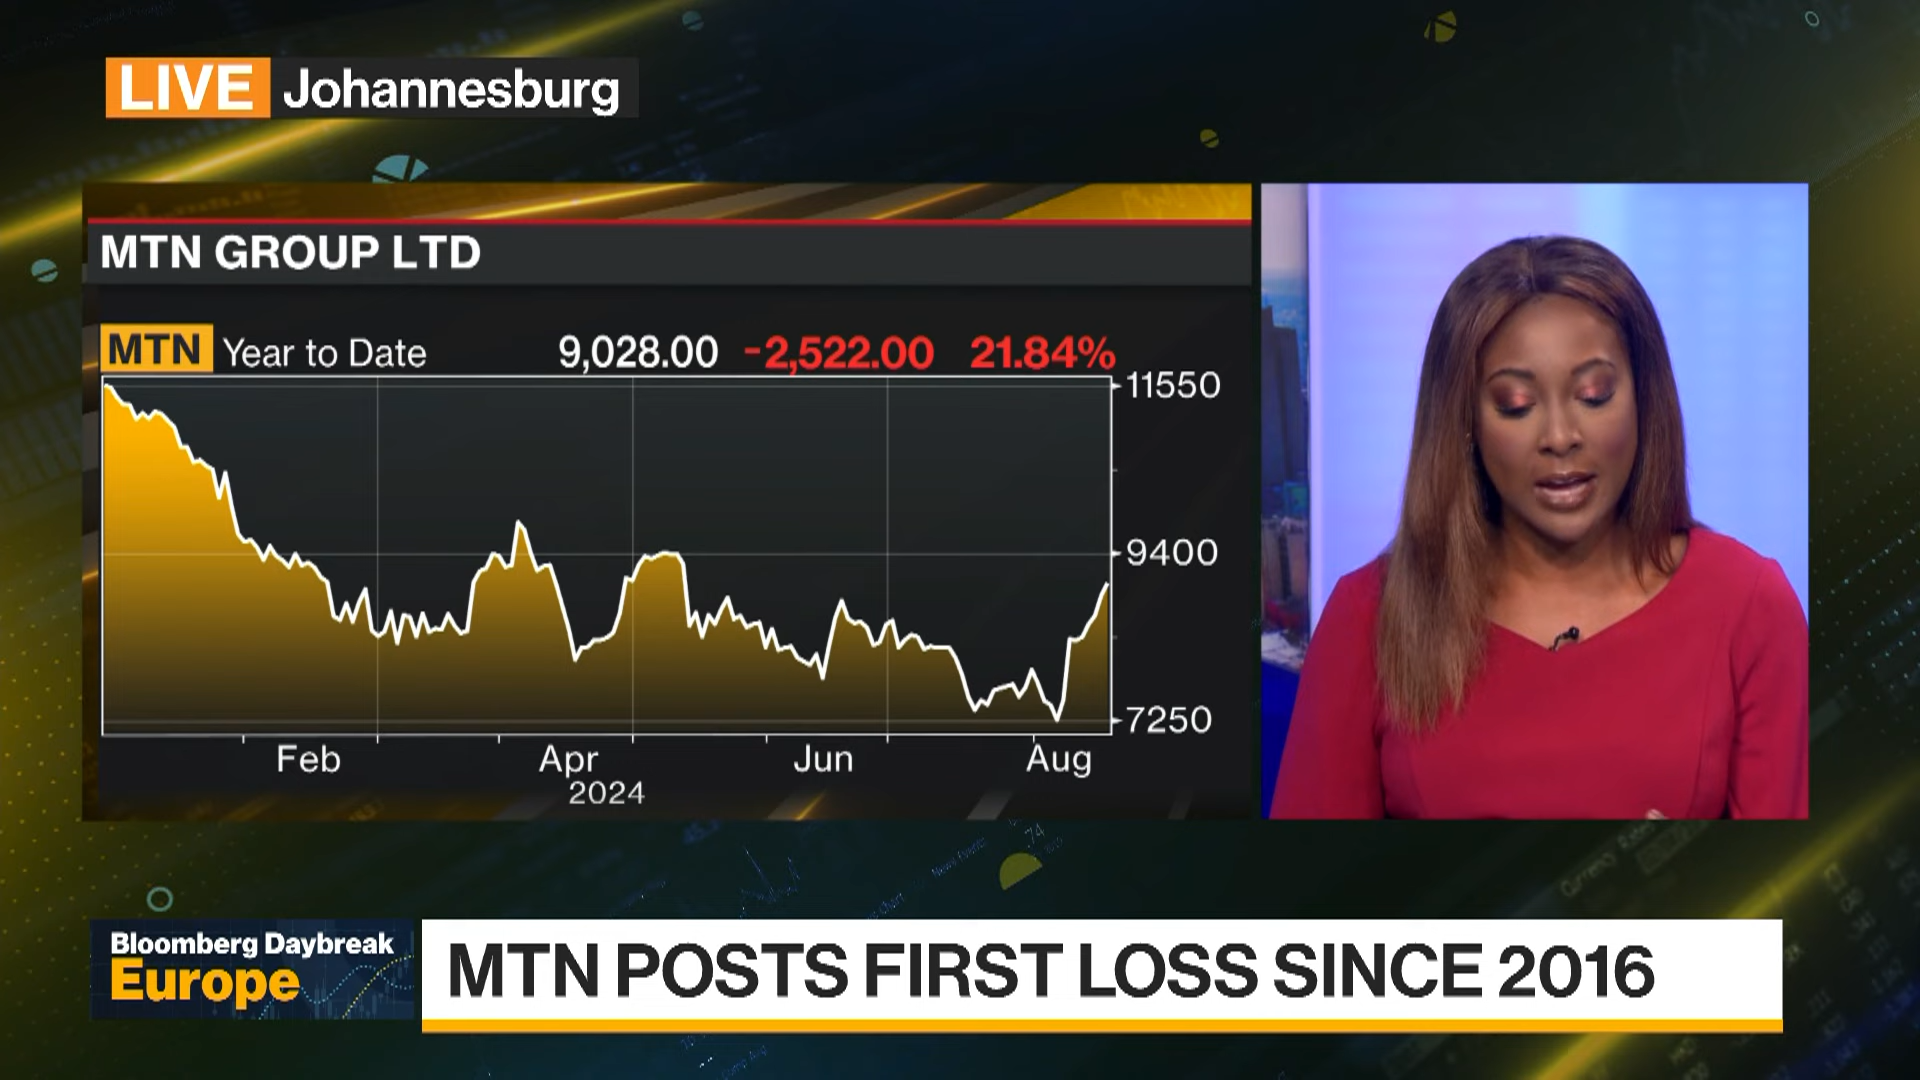 LIVE Johannesburg
MTN GROUP LTD
MTN Year to Date 9,028.00 -2,522.00 21.84%
11550
9400
7250
Feb Apr Jun Aug
2024
Bloomberg Daybreak
Europe
MTN POSTS FIRST LOSS SINCE 2016